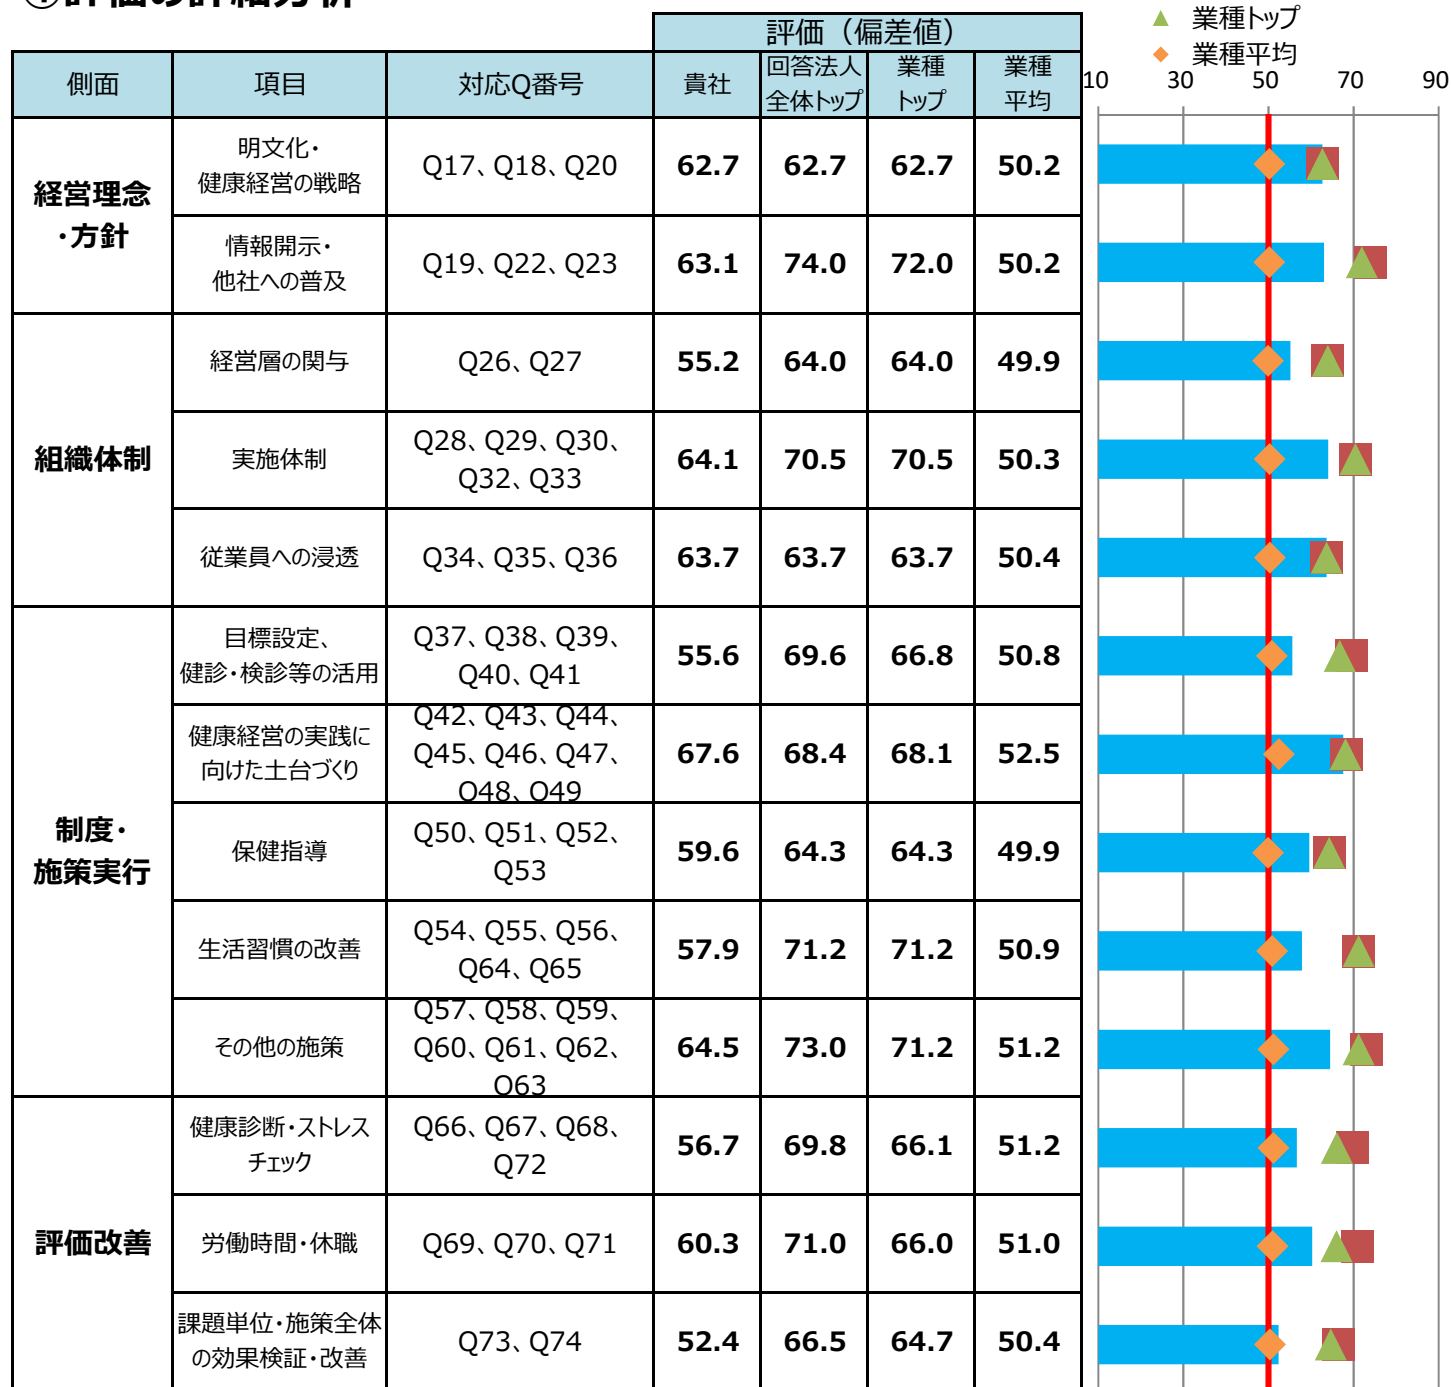 ①評価の詳細分析
▲ 業種トップ
◆ 業種平均
評価（偏差値）
側面 項目 対応Q番号 貴社 回答法人 業種 業種
全体トップ トップ 平均
10 30 50 70 90
経営理念
・方針
明文化・
健康経営の戦略
Q17、Q18、Q20
62.7 62.7 62.7 50.2
情報開示・
他社への普及
Q19、Q22、Q23
63.1 74.0 72.0 50.2
組織体制
経営層の関与
Q26、Q27
55.2 64.0 64.0 49.9
実施体制
Q28、Q29、Q30、
Q32、Q33
64.1 70.5 70.5 50.3
従業員への浸透
Q34、Q35、Q36
63.7 63.7 63.7 50.4
制度・
施策実行
目標設定、
健診・検診等の活用
Q37、Q38、Q39、
Q40、Q41
55.6 69.6 66.8 50.8
健康経営の実践に
向けた土台づくり
Q42、Q43、Q44、
Q45、Q46、Q47、
Q48、Q49
67.6 68.4 68.1 52.5
保健指導
Q50、Q51、Q52、
Q53
59.6 64.3 64.3 49.9
生活習慣の改善
Q54、Q55、Q56、
Q64、Q65
57.9 71.2 71.2 50.9
その他の施策
Q57、Q58、Q59、
Q60、Q61、Q62、
Q63
64.5 73.0 71.2 51.2
評価改善
健康診断・ストレス
チェック
Q66、Q67、Q68、
Q72
56.7 69.8 66.1 51.2
労働時間・休職
Q69、Q70、Q71
60.3 71.0 66.0 51.0
課題単位・施策全体
の効果検証・改善
Q73、Q74
52.4 66.5 64.7 50.4